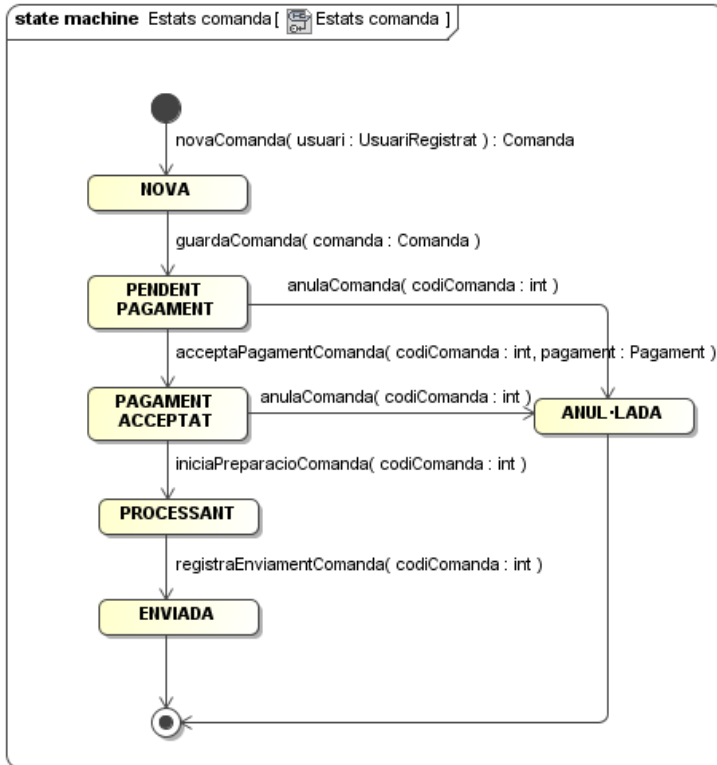 state machine Estats comanda [ Estats comanda ]
novaComanda( usuari : UsuariRegistrat ) : Comanda
NOVA
guardaComanda( comanda : Comanda )
PENDENT
PAGAMENT
anulaComanda( codiComanda : int )
acceptaPagamentComanda( codiComanda : int, pagament : Pagament )
PAGAMENT
ACCEPTAT
anulaComanda( codiComanda : int )
ANUL·LADA
iniciaPreparacioComanda( codiComanda : int )
PROCESSANT
registraEnviamentComanda( codiComanda : int )
ENVIADA